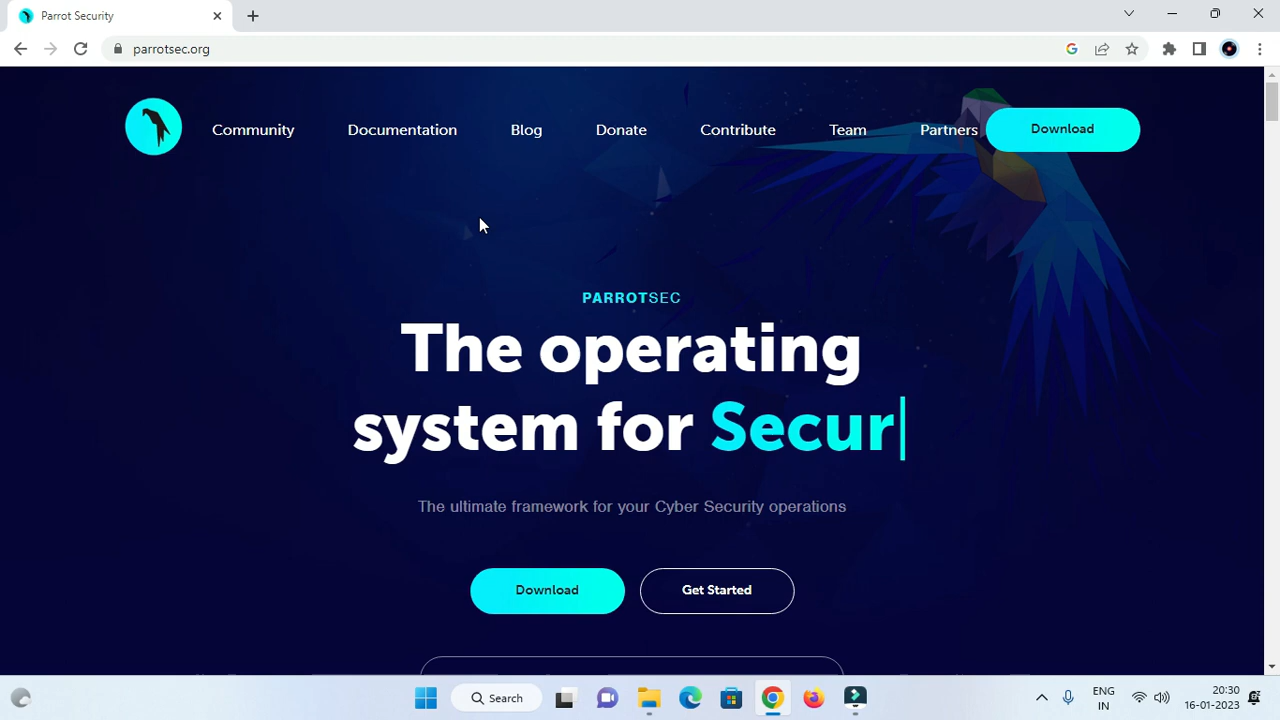 Parrot Security
parrotsec.org
Community Documentation Blog Donate Contribute Team Partners Download
PARROTSEC
The operating
system for Secur
The ultimate framework for your Cyber Security operations
Download Get Started
Search
ENG
IN
20:30
16-01-2023